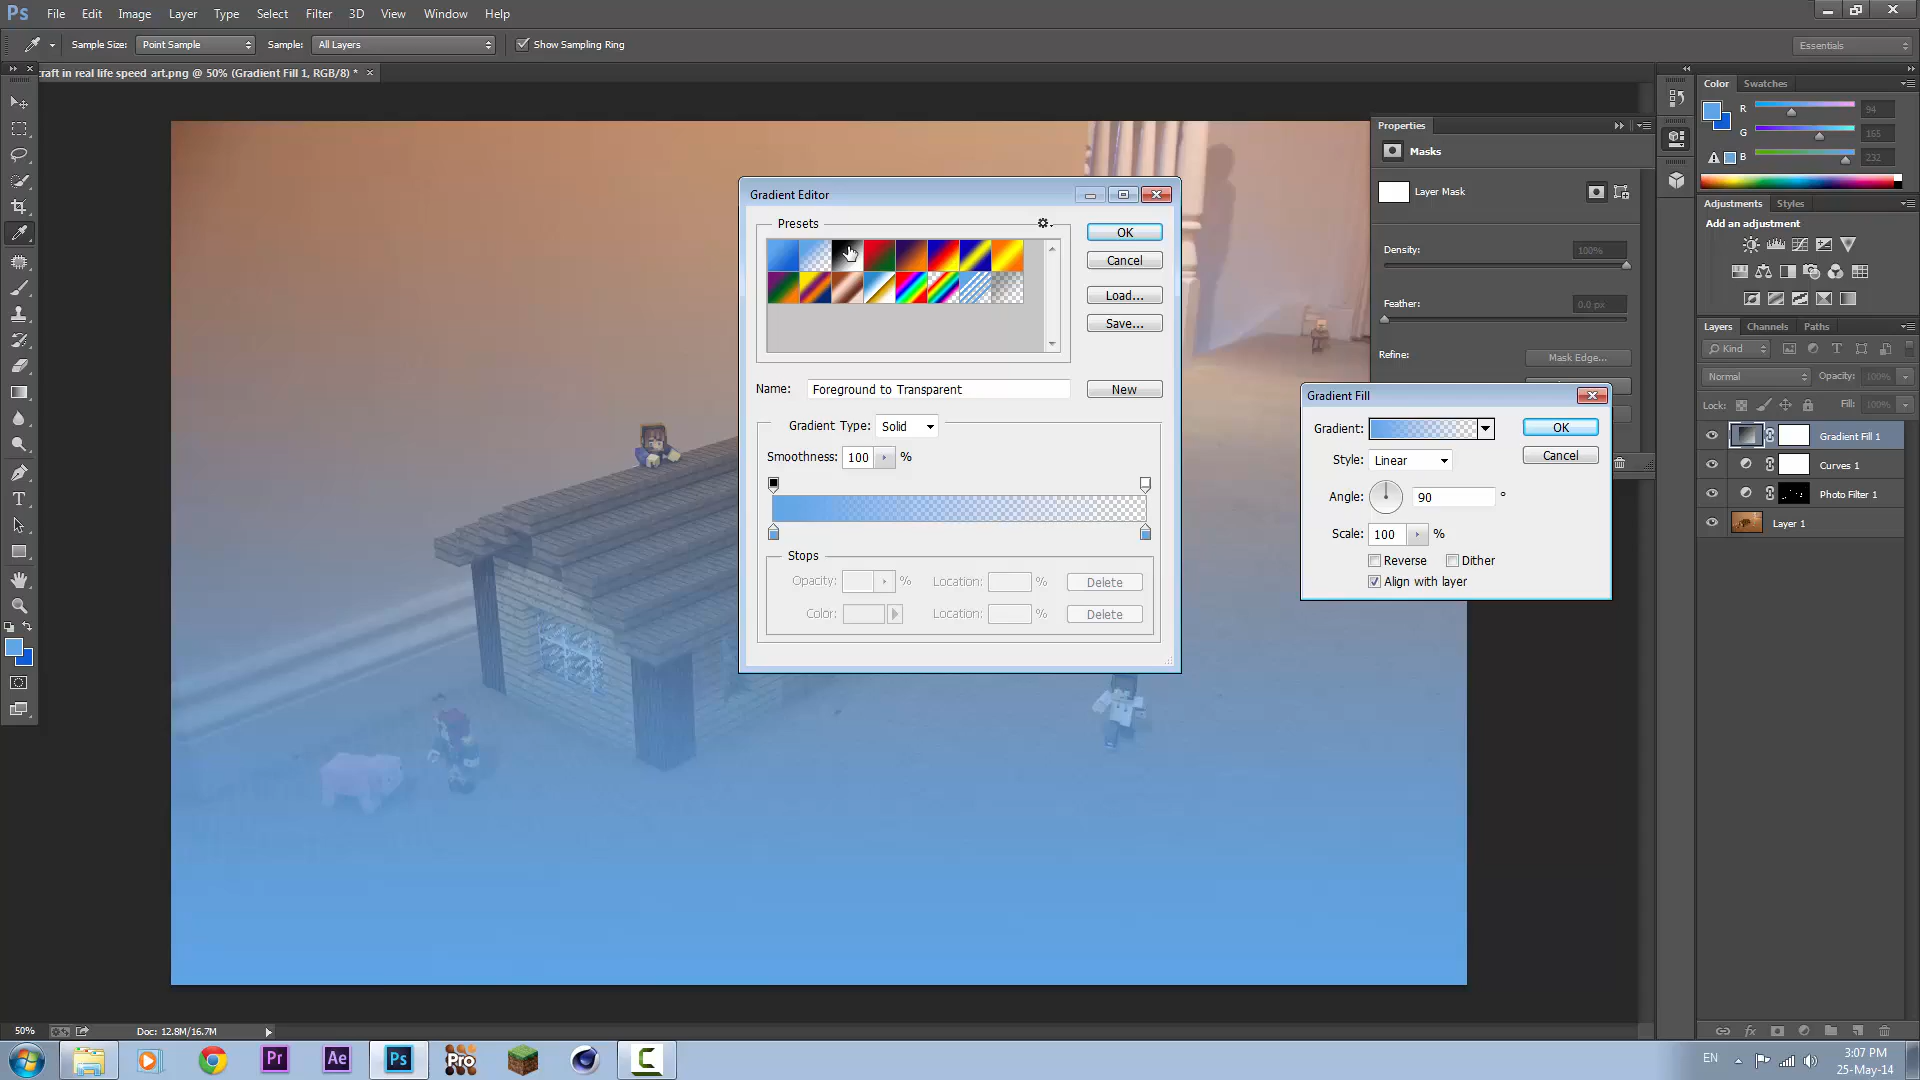 Ps File Edit Image Layer Type Select Filter 3D View Window Help
Sample Size: Point Sample Sample: All Layers Show Sampling Ring Essentials
craft in real life speed art.png @ 50% (Gradient Fill 1, RGB/8) *
Color Swatches
R 94
G 165
B 232
Properties
Masks
Layer Mask
Density: 100%
Feather: 0.0 px
Refine: Mask Edge...
Adjustments Styles
Add an adjustment
Layers Channels Paths
Kind
Normal Opacity: 100%
Lock: Fill: 100%
Gradient Fill 1
Curves 1
Photo Filter 1
Layer 1
Gradient Editor
Presets
OK
Cancel
Load...
Save...
Name: Foreground to Transparent New
Gradient Type: Solid
Smoothness: 100 %
Stops
Opacity: % Location: % Delete
Color: Location: % Delete
Gradient Fill
Gradient: OK
Style: Linear Cancel
Angle: 90 °
Scale: 100 %
Reverse Dither
Align with layer
50% Doc: 12.8M/16.7M
Pr Ae Ps Pro C EN 3:07 PM
25-May-14